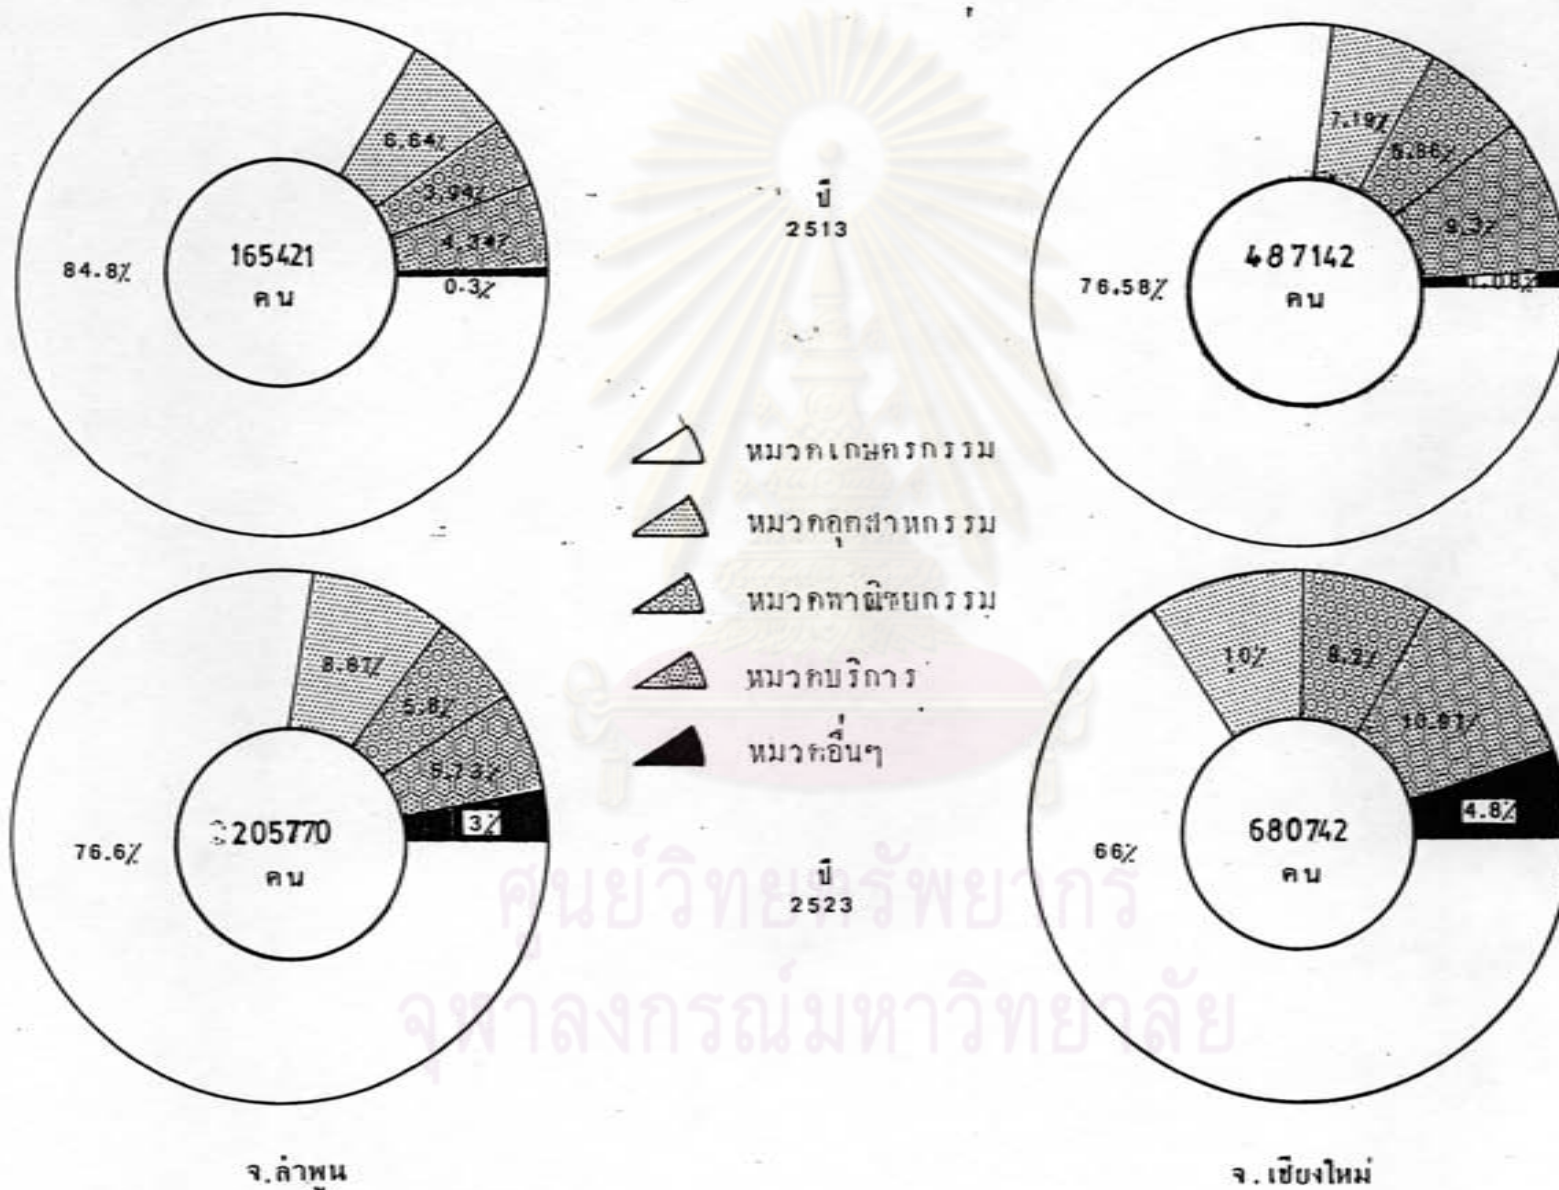 84.8%
6.64%
3.94%
4.34%
0.3%
165421
คน
ปี
2513
76.58%
7.19%
5.86%
9.3%
1.08%
487142
คน
หมวดเกษตรกรรม
หมวดอุตสาหกรรม
หมวดพาณิชยกรรม
หมวดบริการ
หมวดอื่นๆ
76.6%
8.87%
5.8%
5.73%
3%
205770
คน
ปี
2523
66%
10%
8.2%
10.97%
4.8%
680742
คน
ศูนย์วิทยทรัพยากร
จุฬาลงกรณ์มหาวิทยาลัย
จ.ลำพูน
จ.เชียงใหม่